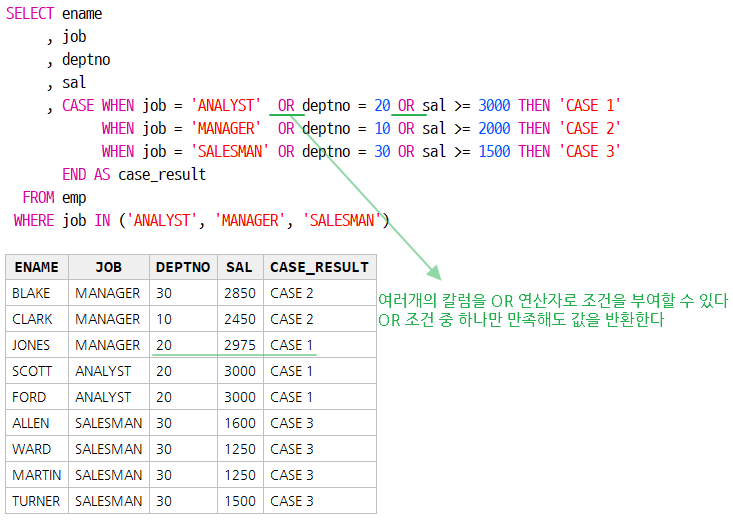 SELECT ename
, job
, deptno
, sal
, CASE WHEN job = 'ANALYST' OR deptno = 20 OR sal >= 3000 THEN 'CASE 1'
WHEN job = 'MANAGER' OR deptno = 10 OR sal >= 2000 THEN 'CASE 2'
WHEN job = 'SALESMAN' OR deptno = 30 OR sal >= 1500 THEN 'CASE 3'
END AS case_result
FROM emp
WHERE job IN ('ANALYST', 'MANAGER', 'SALESMAN')
ENAME JOB DEPTNO SAL CASE_RESULT
BLAKE MANAGER 30 2850 CASE 2
CLARK MANAGER 10 2450 CASE 2
JONES MANAGER 20 2975 CASE 1
SCOTT ANALYST 20 3000 CASE 1
FORD ANALYST 20 3000 CASE 1
ALLEN SALESMAN 30 1600 CASE 3
WARD SALESMAN 30 1250 CASE 3
MARTIN SALESMAN 30 1250 CASE 3
TURNER SALESMAN 30 1500 CASE 3
여러개의 칼럼을 OR 연산자로 조건을 부여할 수 있다
OR 조건 중 하나만 만족해도 값을 반환한다